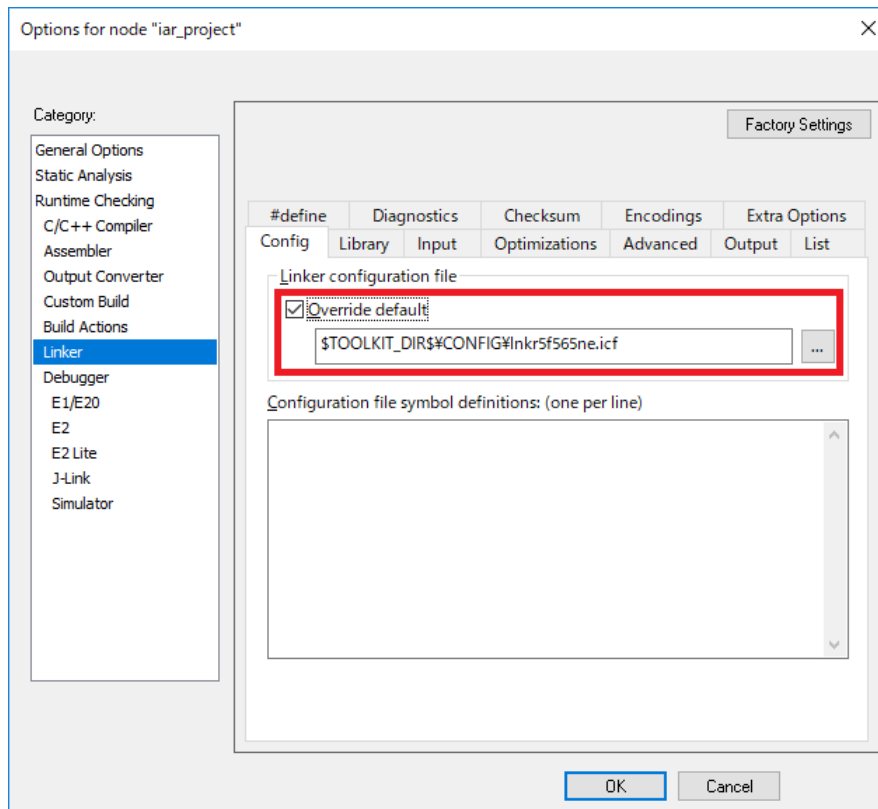 Options for node "iar_project"
Category:
General Options
Static Analysis
Runtime Checking
C/C++ Compiler
Assembler
Output Converter
Custom Build
Build Actions
Linker
Debugger
E1/E20
E2
E2 Lite
J-Link
Simulator
Factory Settings
#define Diagnostics Checksum Encodings Extra Options
Config Library Input Optimizations Advanced Output List
Linker configuration file
Override default
$TOOLKIT_DIR$¥CONFIG¥lnkr5f565ne.icf
...
Configuration file symbol definitions: (one per line)
OK Cancel